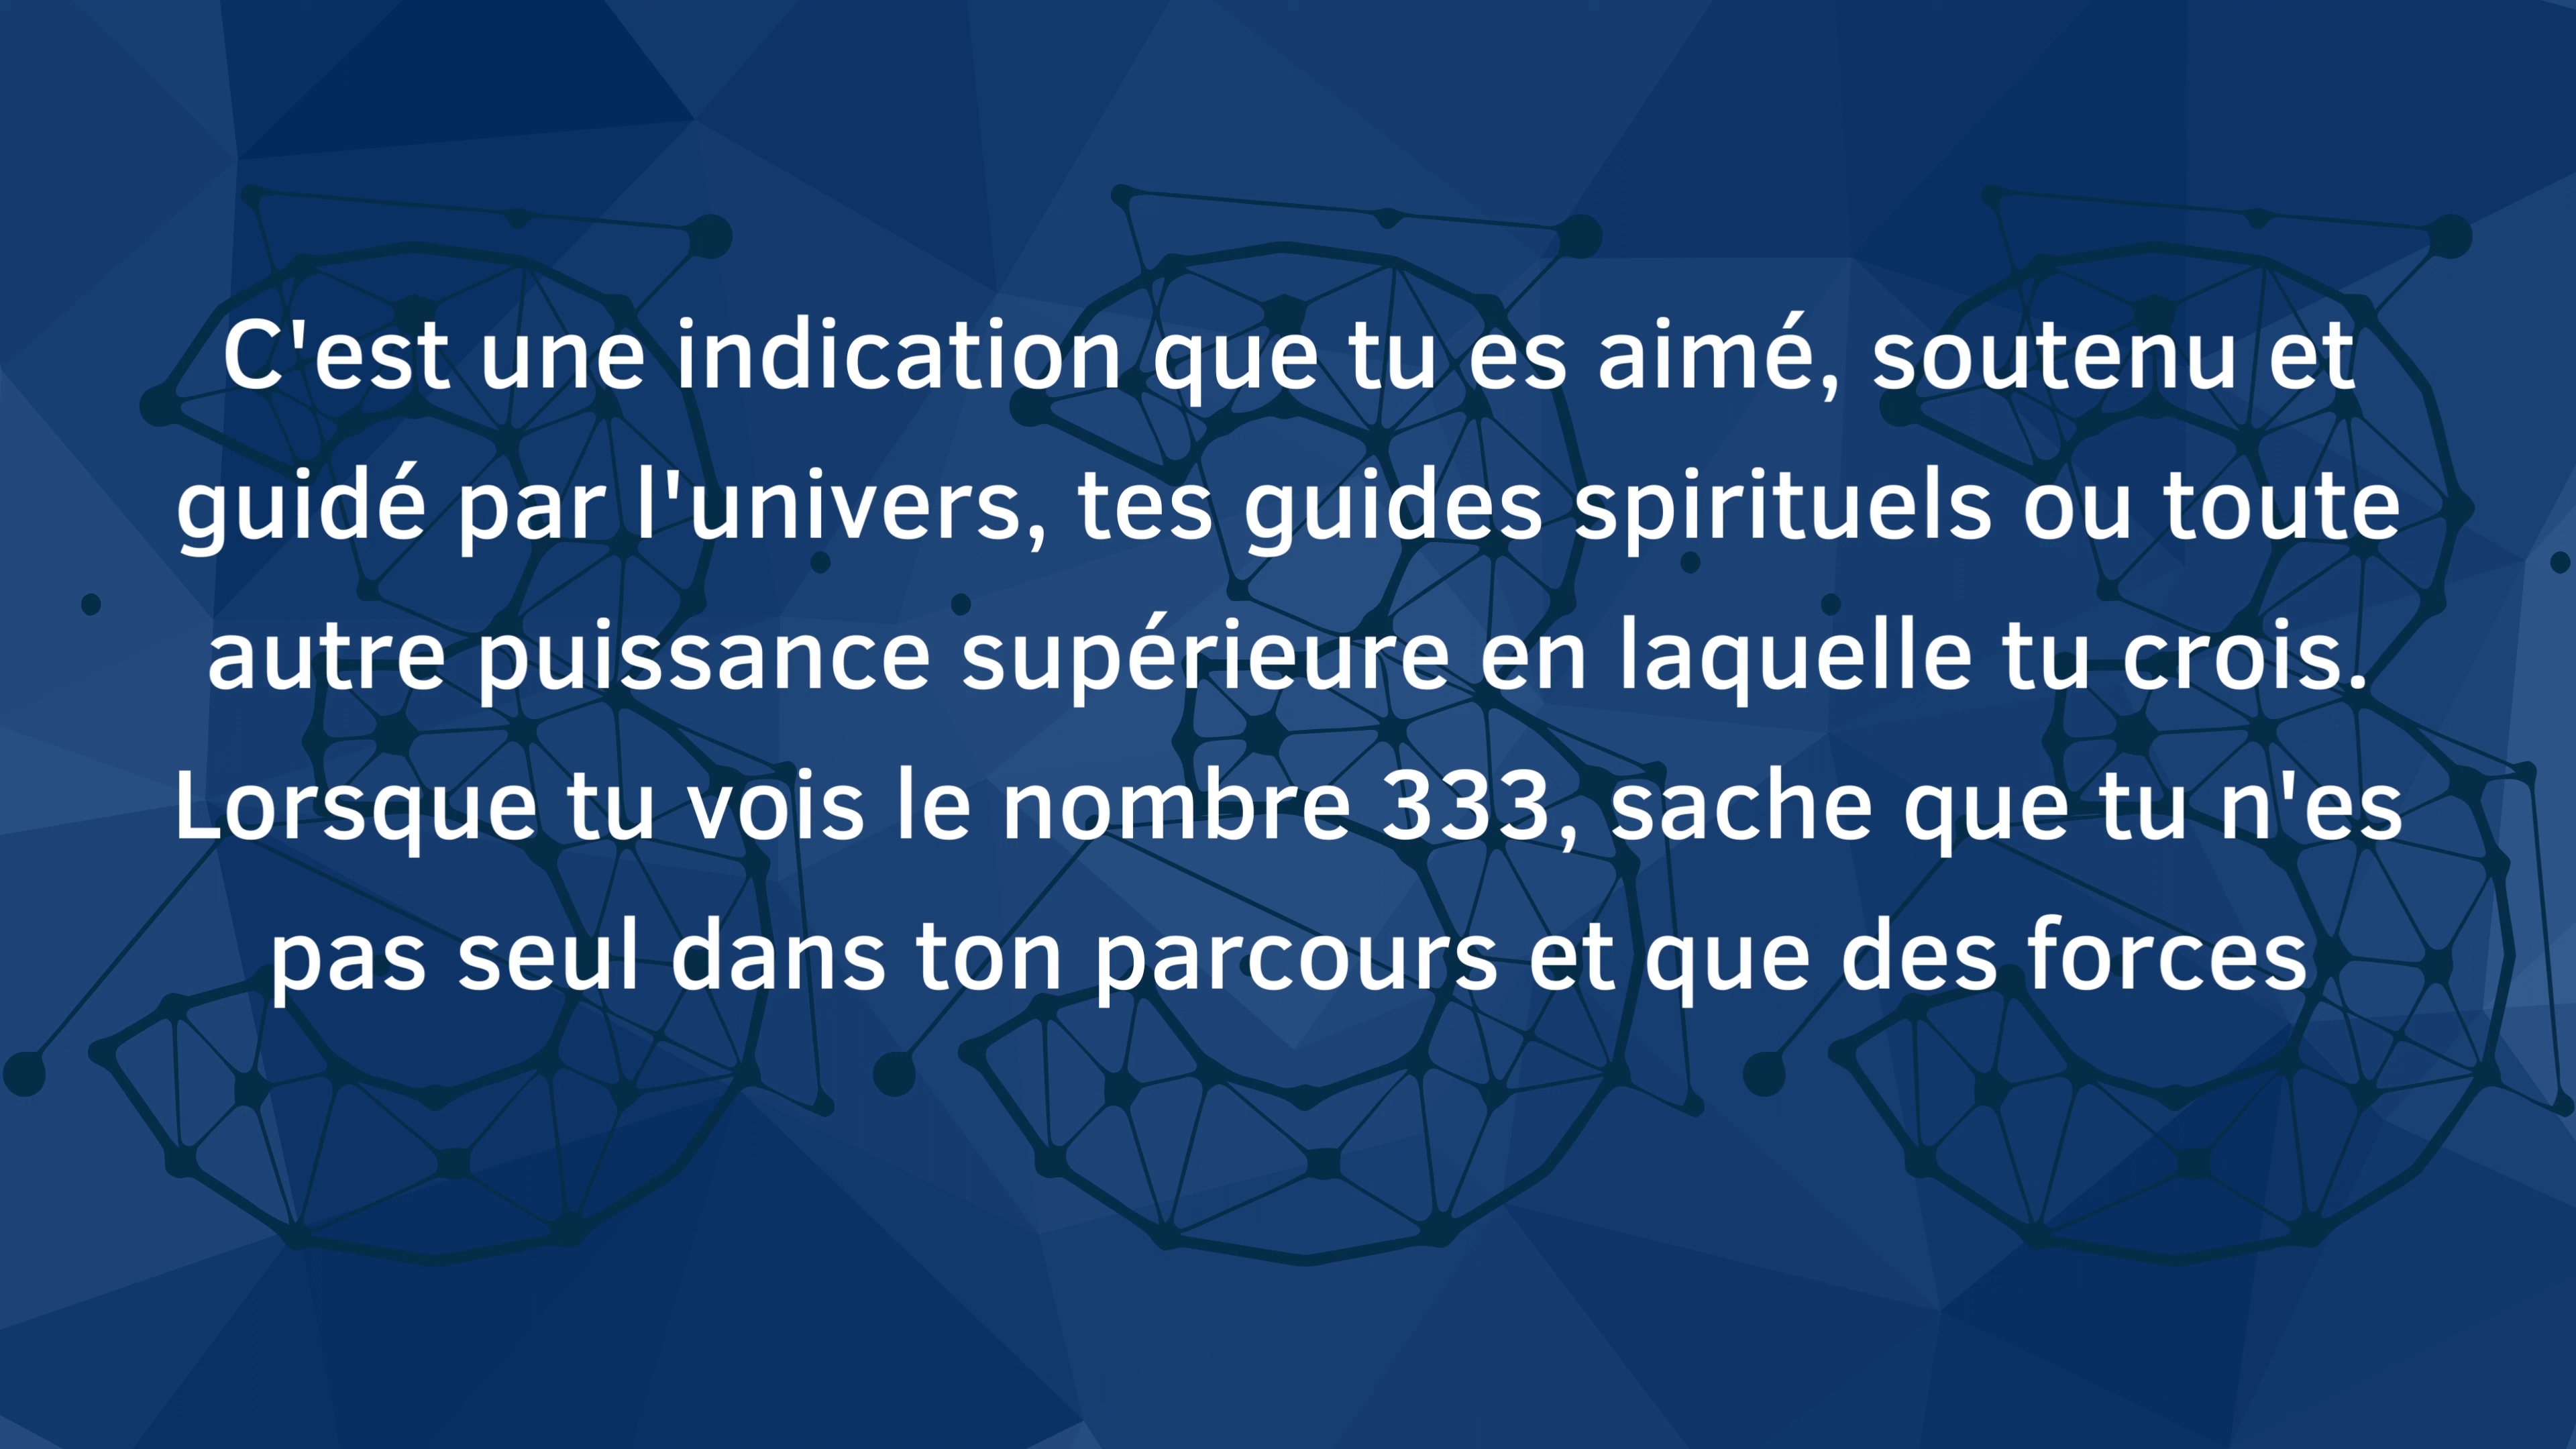 C'est une indication que tu es aimé, soutenu et
guidé par l'univers, tes guides spirituels ou toute
autre puissance supérieure en laquelle tu crois.
Lorsque tu vois le nombre 333, sache que tu n'es
pas seul dans ton parcours et que des forces
333